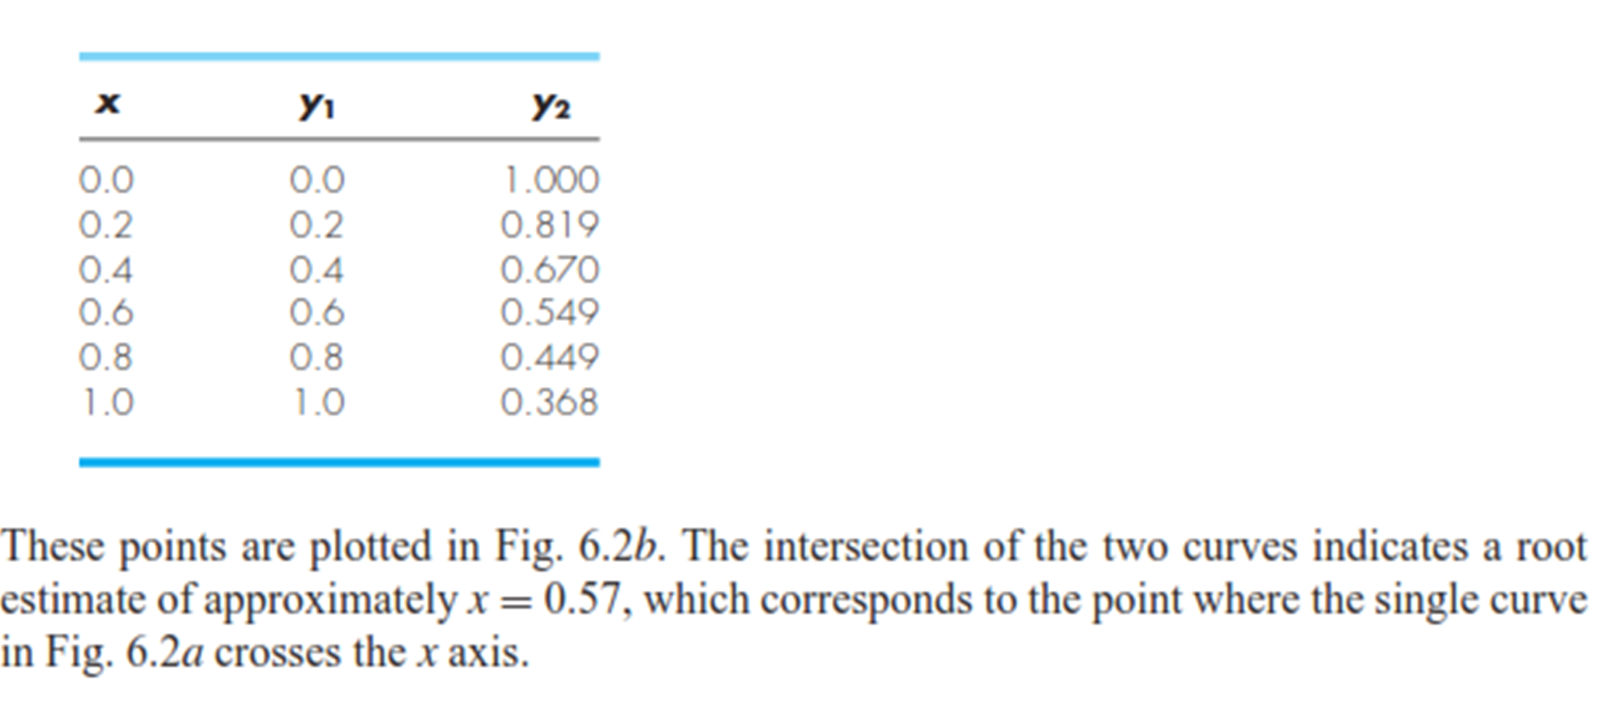 x y1 y2
0.0 0.0 1.000
0.2 0.2 0.819
0.4 0.4 0.670
0.6 0.6 0.549
0.8 0.8 0.449
1.0 1.0 0.368
These points are plotted in Fig. 6.2b. The intersection of the two curves indicates a root
estimate of approximately x = 0.57, which corresponds to the point where the single curve
in Fig. 6.2a crosses the x axis.